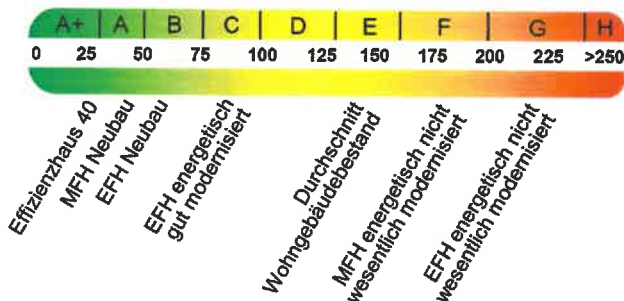 A+ A B C D E F G H
0 25 50 75 100 125 150 175 200 225 >250
Effizienzhaus 40
MFH Neubau
EFH Neubau
EFH energetisch
gut modernisiert
Durchschnitt
Wohngebäudebestand
MFH energetisch nicht
wesentlich modernisiert
EFH energetisch nicht
wesentlich modernisiert